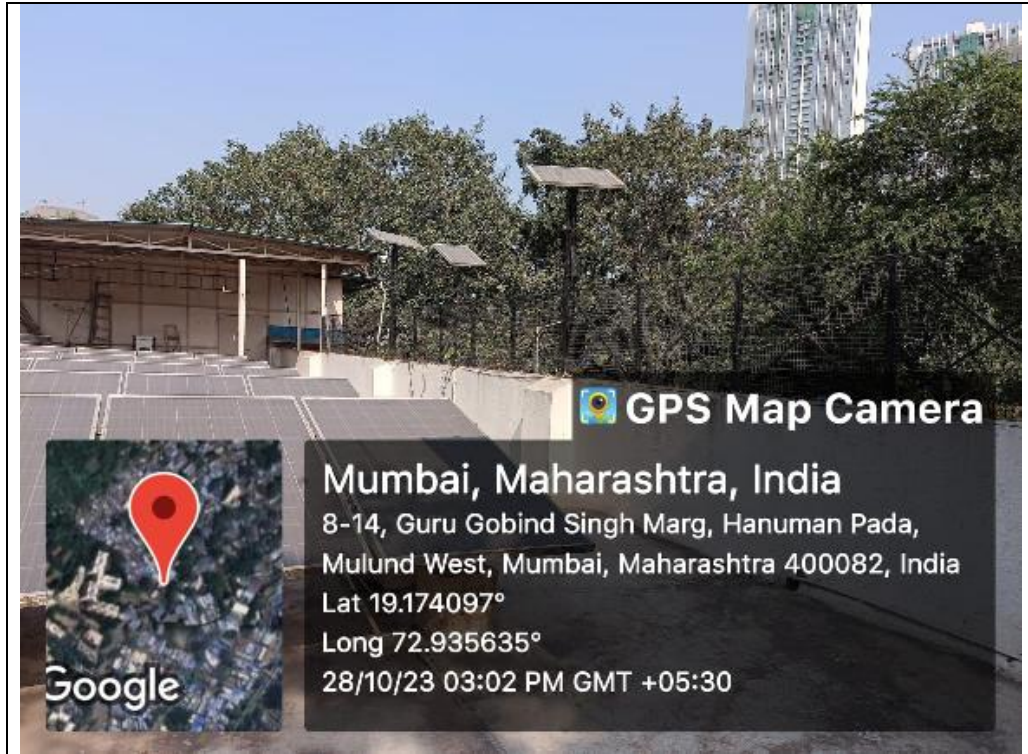 GPS Map Camera
Mumbai, Maharashtra, India
8-14, Guru Gobind Singh Marg, Hanuman Pada,
Mulund West, Mumbai, Maharashtra 400082, India
Lat 19.174097°
Long 72.935635°
28/10/23 03:02 PM GMT +05:30
Google